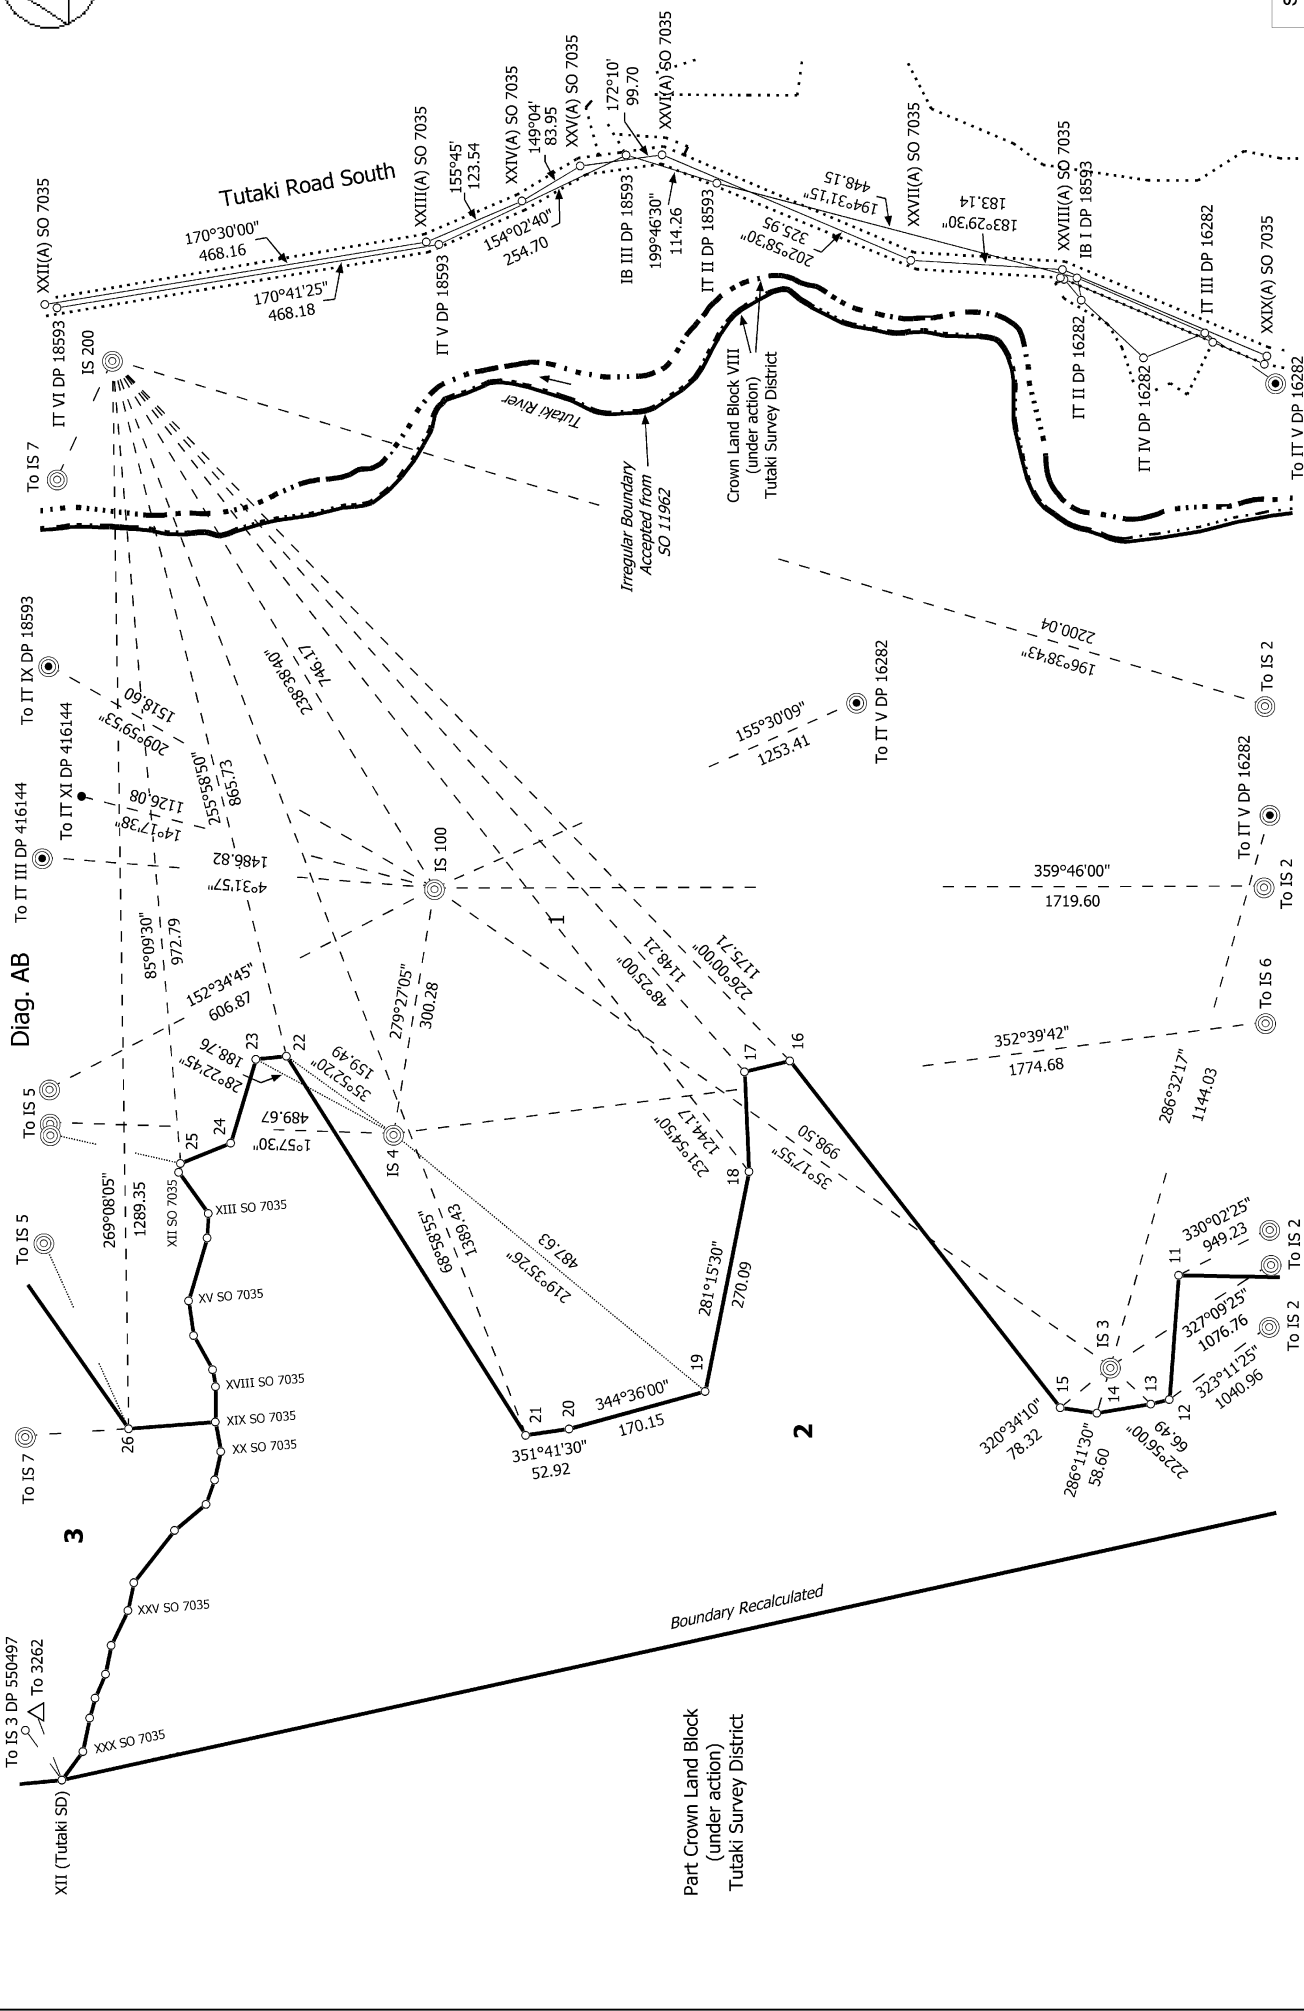 S
XXII(A) SO 7035
IT VI DP 18593
IS 200
To IS 7
Tutaki Road South
170°30'00"
468.16
170°41'25"
468.18
XXIII(A) SO 7035
IT V DP 18593
155°45'
123.54
XXIV(A) SO 7035
154°02'40"
254.70
149°04'
83.95
XXV(A) SO 7035
172°10'
99.70
XXVI(A) SO 7035
IB III DP 18593
199°46'30"
114.26
IT II DP 18593
202°58'30"
325.95
194°31'15"
448.15
XXVII(A) SO 7035
183°29'30"
183.14
XXVIII(A) SO 7035
IB I DP 18593
IT II DP 16282
IT IV DP 16282
IT III DP 16282
XXIX(A) SO 7035
To IT V DP 16282
Tutaki River
Irregular Boundary
Accepted from
SO 11962
Crown Land Block VIII
(under action)
Tutaki Survey District
To IT IX DP 18593
209°59'53"
1518.60
To IT XI DP 416144
14°17'38"
1126.08
To IT III DP 416144
4°31'57"
1486.82
255°58'50"
865.73
238°38'40"
746.17
155°30'09"
1253.41
To IT V DP 16282
196°38'43"
2200.04
To IS 2
To IT V DP 16282
359°46'00"
1719.60
To IS 2
IS 100
1
Diag. AB
85°09'30"
972.79
152°34'45"
606.87
To IS 5
279°27'05"
300.28
48°25'00"
1148.21
226°00'00"
1175.71
352°39'42"
1774.68
To IS 6
286°32'17"
1144.03
23
22
28°22'45"
188.76
35°52'20"
159.49
1°57'30"
489.67
24
25
IS 4
17
16
18
231°54'50"
1244.17
35°17'55"
998.50
XII SO 7035
XIII SO 7035
XV SO 7035
XVIII SO 7035
XIX SO 7035
XX SO 7035
To IS 5
269°08'05"
1289.35
68°58'55"
1389.43
219°35'26"
487.63
281°15'30"
270.09
19
344°36'00"
170.15
20
21
351°41'30"
52.92
2
11
330°02'25"
949.23
327°09'25"
1076.76
To IS 2
323°11'25"
1040.96
To IS 2
IS 3
15
14
13
12
320°34'10"
78.32
286°11'30"
58.60
222°56'00"
66.49
26
To IS 7
3
XXV SO 7035
Boundary Recalculated
To IS 3 DP 550497
To 3262
XXX SO 7035
XII (Tutaki SD)
Part Crown Land Block
(under action)
Tutaki Survey District